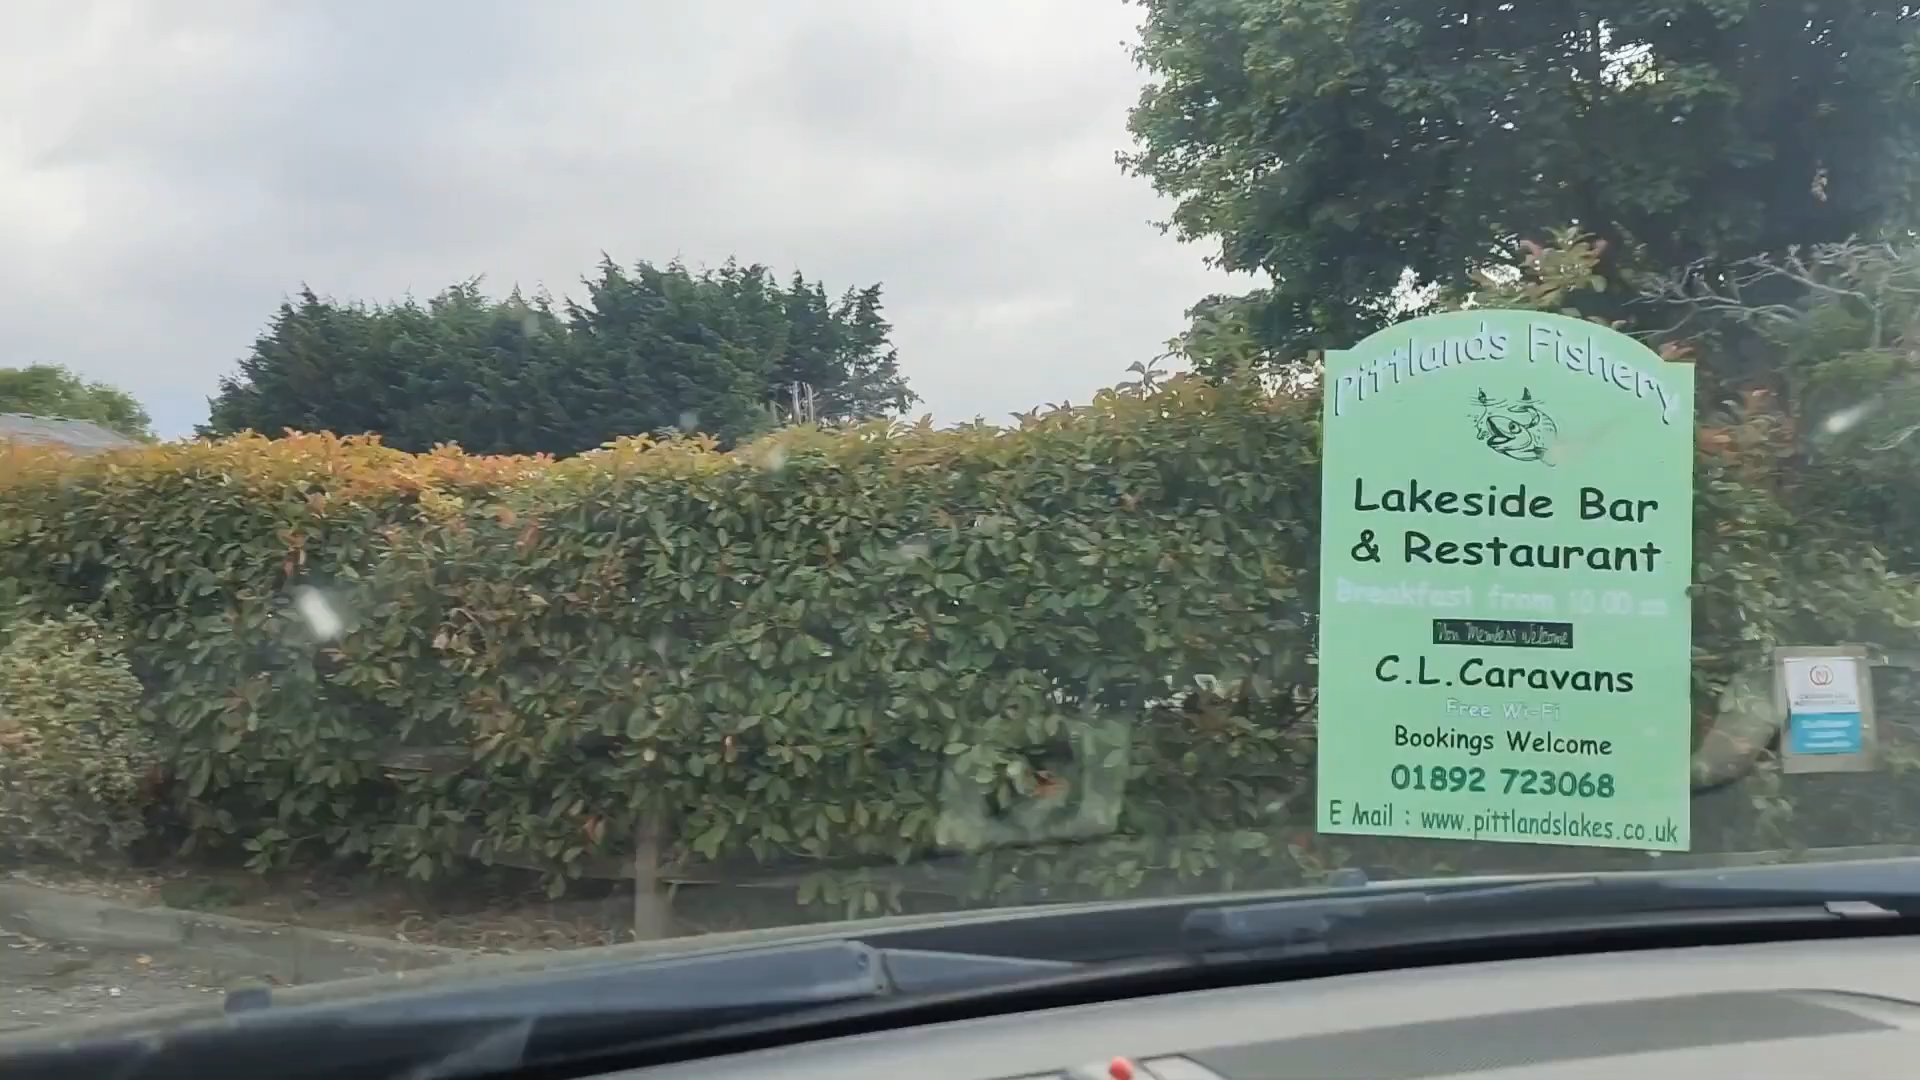 Pittlands Fishery
Lakeside Bar
& Restaurant
Breakfast from 10 00 am
Non Members Welcome
C.L.Caravans
Free Wi-Fi
Bookings Welcome
01892 723068
E Mail : www.pittlandslakes.co.uk